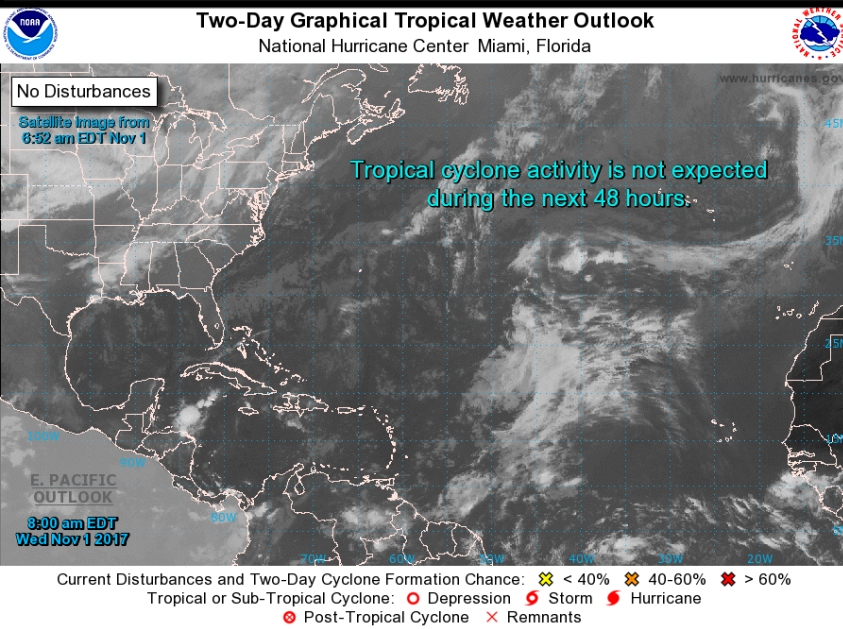 Two-Day Graphical Tropical Weather Outlook
National Hurricane Center Miami, Florida
NOAA
www.hurricanes.gov
No Disturbances
Satellite Image from
6:52 am EDT Nov 1
45N
Tropical cyclone activity is not expected
during the next 48 hours.
35N
25N
100W
90W
E. PACIFIC
OUTLOOK
8:00 am EDT
Wed Nov 1 2017
80W
70W 60W 50W 40W 30W 20W
Current Disturbances and Two-Day Cyclone Formation Chance: < 40% 40-60% > 60%
Tropical or Sub-Tropical Cyclone: Depression Storm Hurricane
Post-Tropical Cyclone Remnants